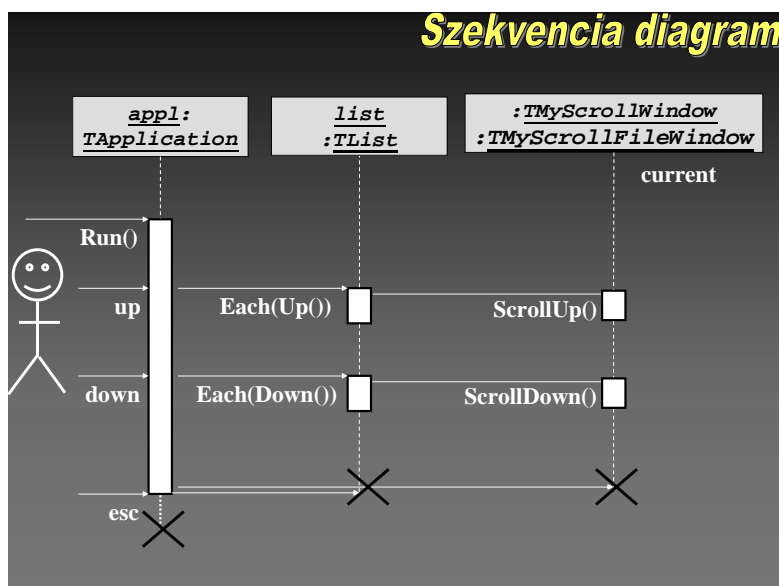 Szekvencia diagram
appl:
TApplication
list
:TList
:TMyScrollWindow
:TMyScrollFileWindow
current
Run()
up
Each(Up())
ScrollUp()
down
Each(Down())
ScrollDown()
esc